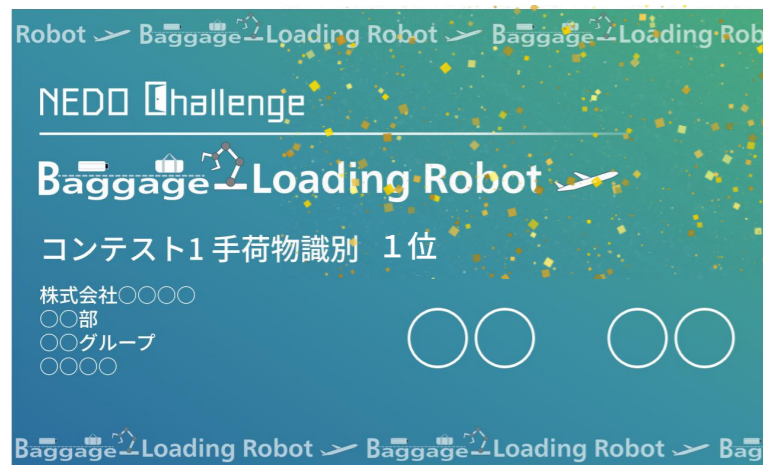 Robot Baggage Loading Robot Baggage Loading Rob
NEDO Challenge
Baggage Loading Robot
コンテスト1 手荷物識別 1位
株式会社○○○○
○○部
○○グループ
○○○○
○○ ○○
Baggage Loading Robot Baggage Loading Robot Bag